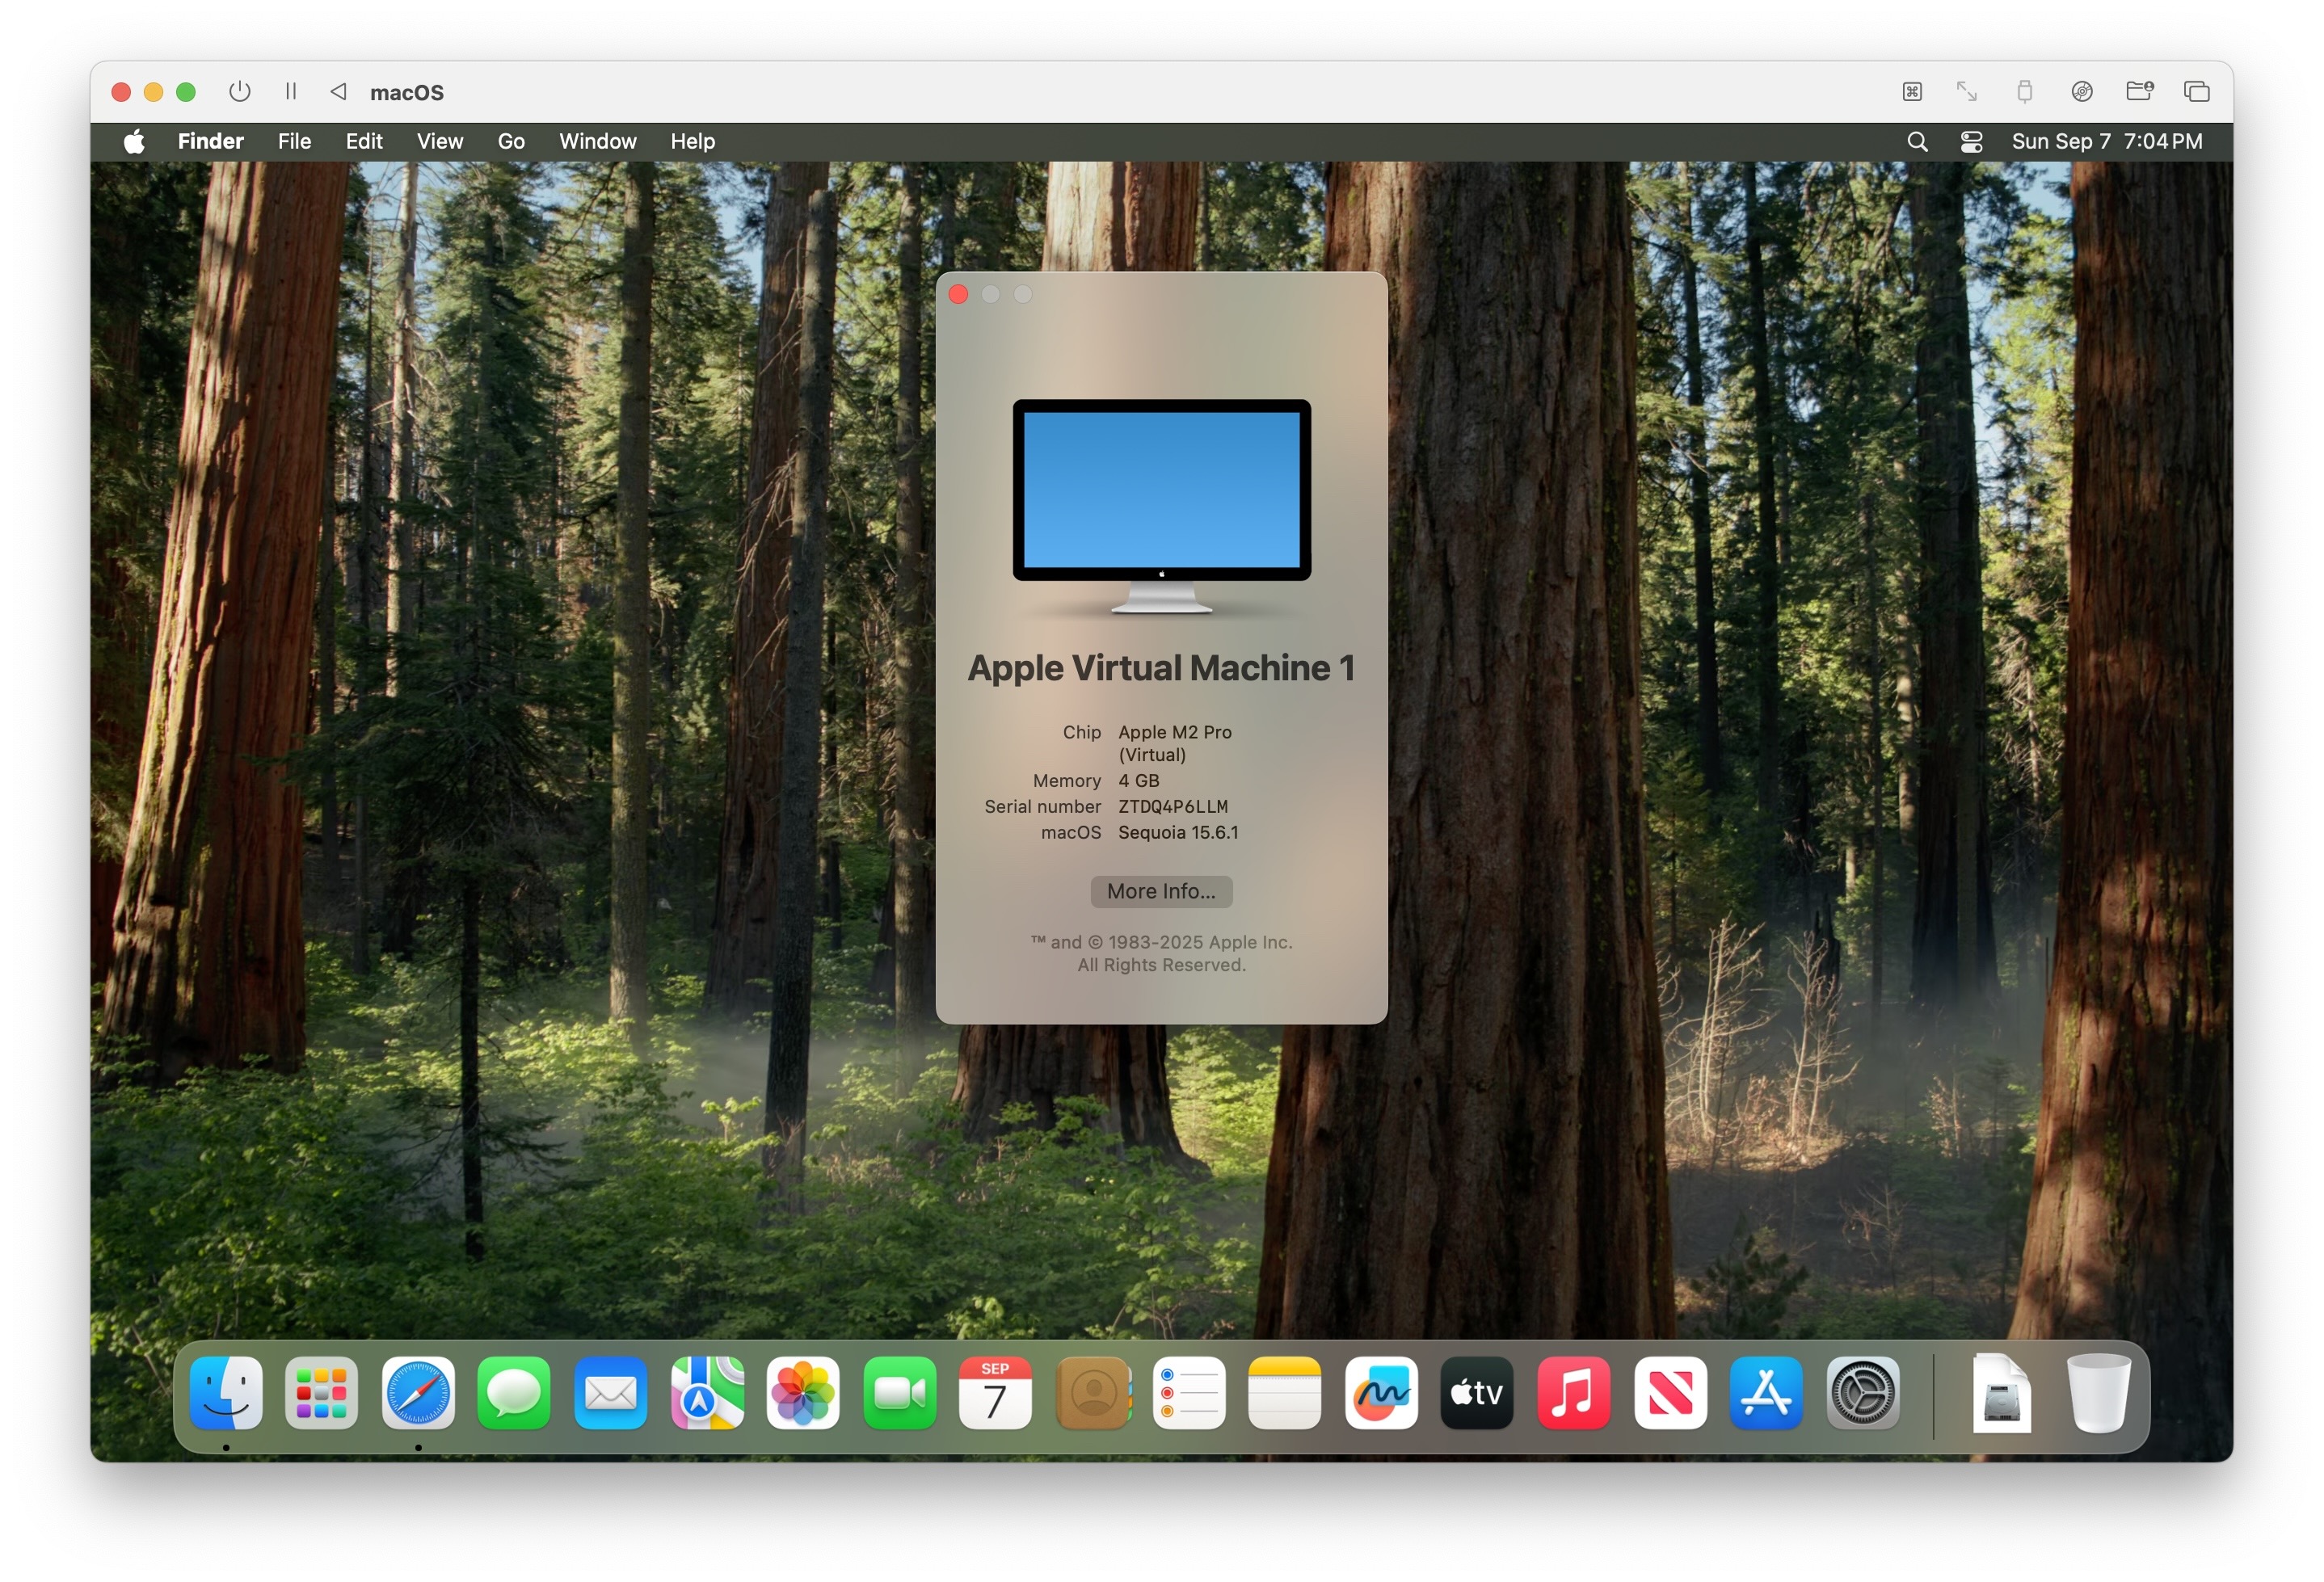 macOS
Finder File Edit View Go Window Help Sun Sep 7 7:04 PM
Apple Virtual Machine 1
Chip Apple M2 Pro
(Virtual)
Memory 4 GB
Serial number ZTDQ4P6LLM
macOS Sequoia 15.6.1
More Info...
™ and © 1983-2025 Apple Inc.
All Rights Reserved.
SEP
7
tv